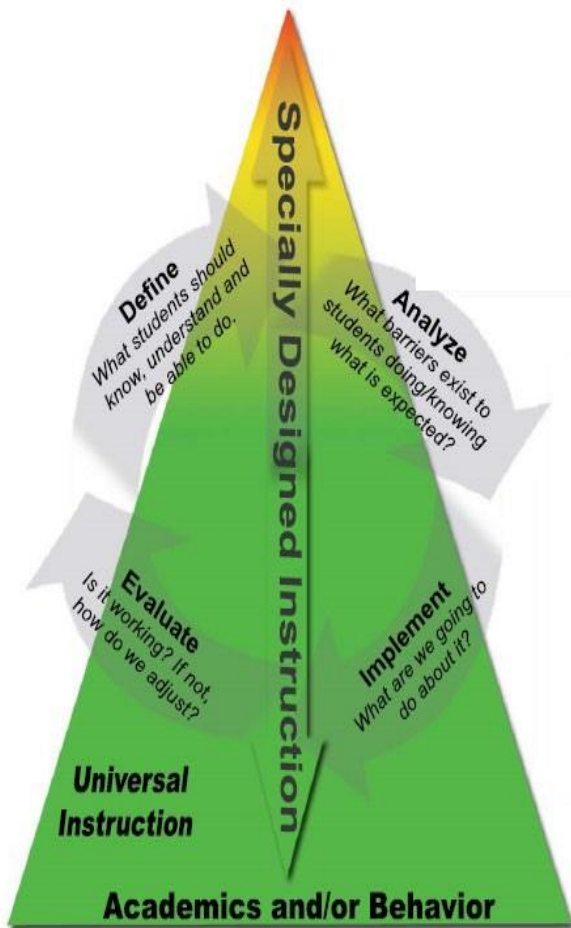 Specially Designed Instruction
Define
What students should
know, understand and
be able to do.
Analyze
What barriers exist to
students doing/knowing
what is expected?
Implement
What are we going to
do about it?
Evaluate
Is it working? If not,
how do we adjust?
Universal
Instruction
Academics and/or Behavior